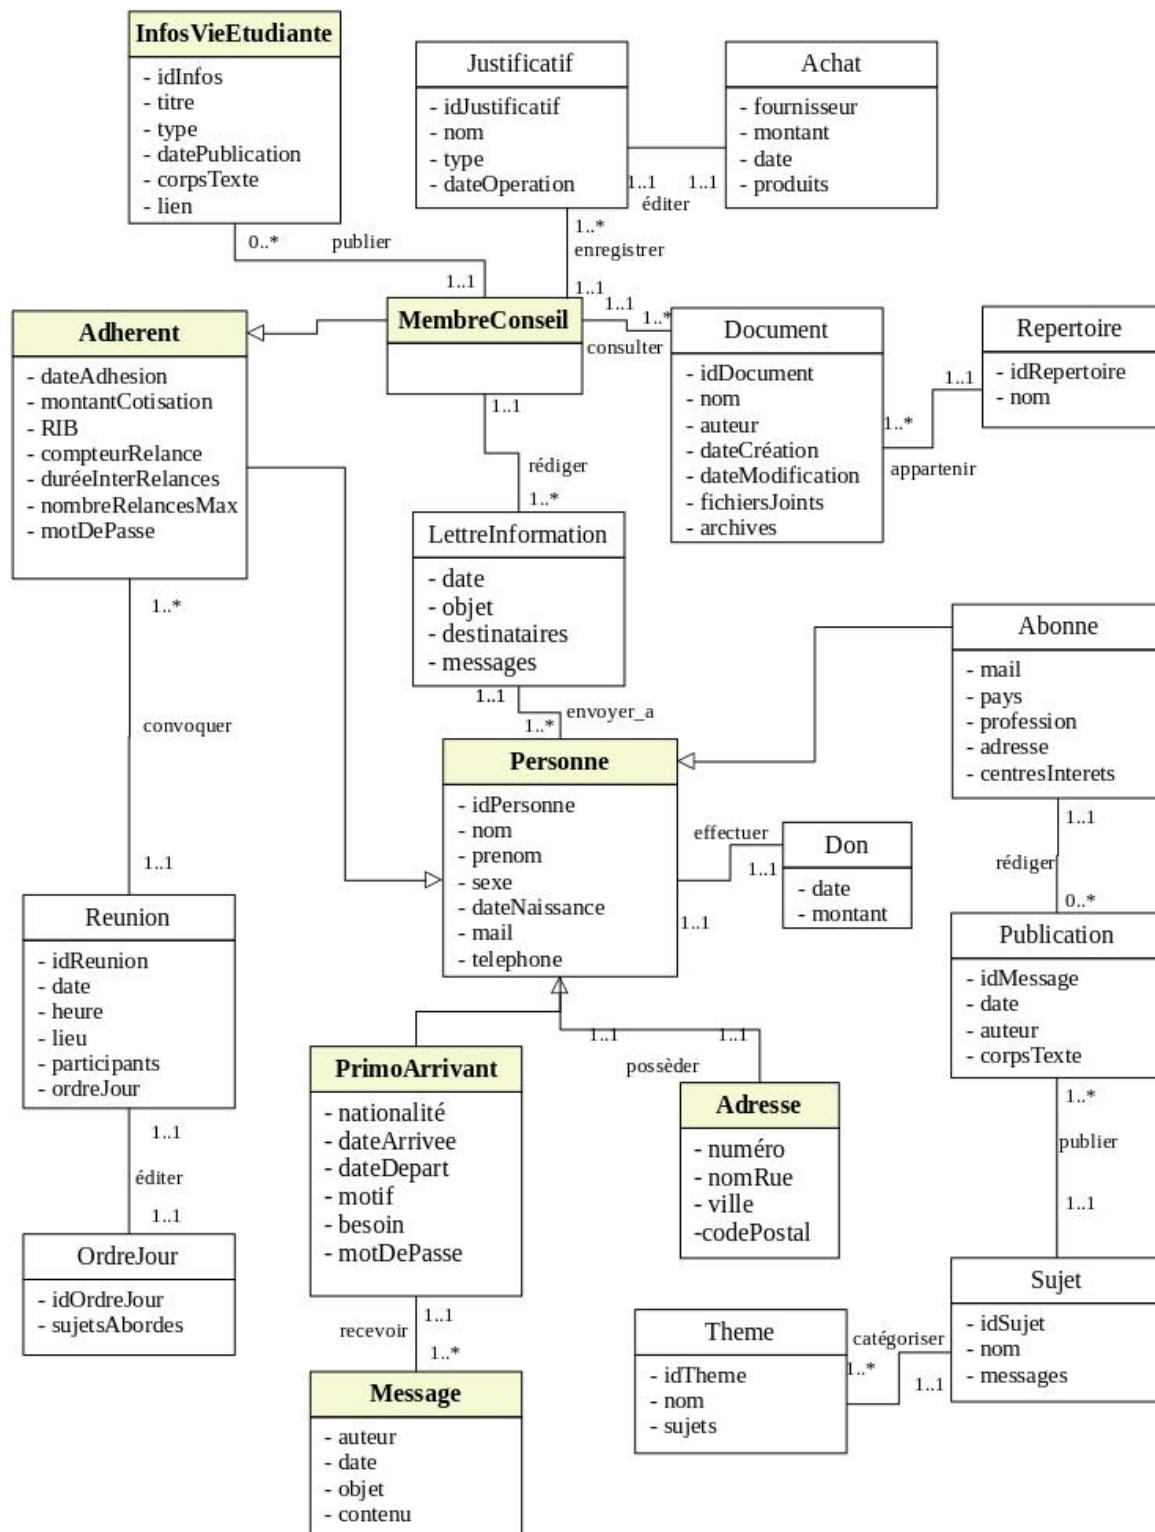 InfosVieEtudiante
- idInfos
- titre
- type
- datePublication
- corpsTexte
- lien
Justificatif
- idJustificatif
- nom
- type
- dateOperation
Achat
- fournisseur
- montant
- date
- produits
1..1
1..1
éditer
0..*
publier
1..1
1..*
enregistrer
1..1
Adherent
- dateAdhesion
- montantCotisation
- RIB
- compteurRelance
- duréeInterRelances
- nombreRelancesMax
- motDePasse
MembreConseil
1..1
1..*
consulter
Document
- idDocument
- nom
- auteur
- dateCréation
- dateModification
- fichiersJoints
- archives
Repertoire
- idRepertoire
- nom
1..1
1..*
appartenir
1..1
rédiger
1..*
LettreInformation
- date
- objet
- destinataires
- messages
1..1
envoyer_a
1..*
1..*
convoquer
1..1
Personne
- idPersonne
- nom
- prenom
- sexe
- dateNaissance
- mail
- telephone
Abonne
- mail
- pays
- profession
- adresse
- centresInterets
effectuer
1..1
1..1
Don
- date
- montant
1..1
rédiger
0..*
Reunion
- idReunion
- date
- heure
- lieu
- participants
- ordreJour
Publication
- idMessage
- date
- auteur
- corpsTexte
1..1
1..1
possèder
PrimoArrivant
- nationalité
- dateArrivee
- dateDepart
- motif
- besoin
- motDePasse
Adresse
- numéro
- nomRue
- ville
-codePostal
1..*
publier
1..1
1..1
éditer
1..1
OrdreJour
- idOrdreJour
- sujetsAbordes
1..1
recevoir
1..*
Theme
- idTheme
- nom
- sujets
catégoriser
1..*
1..1
Sujet
- idSujet
- nom
- messages
Message
- auteur
- date
- objet
- contenu